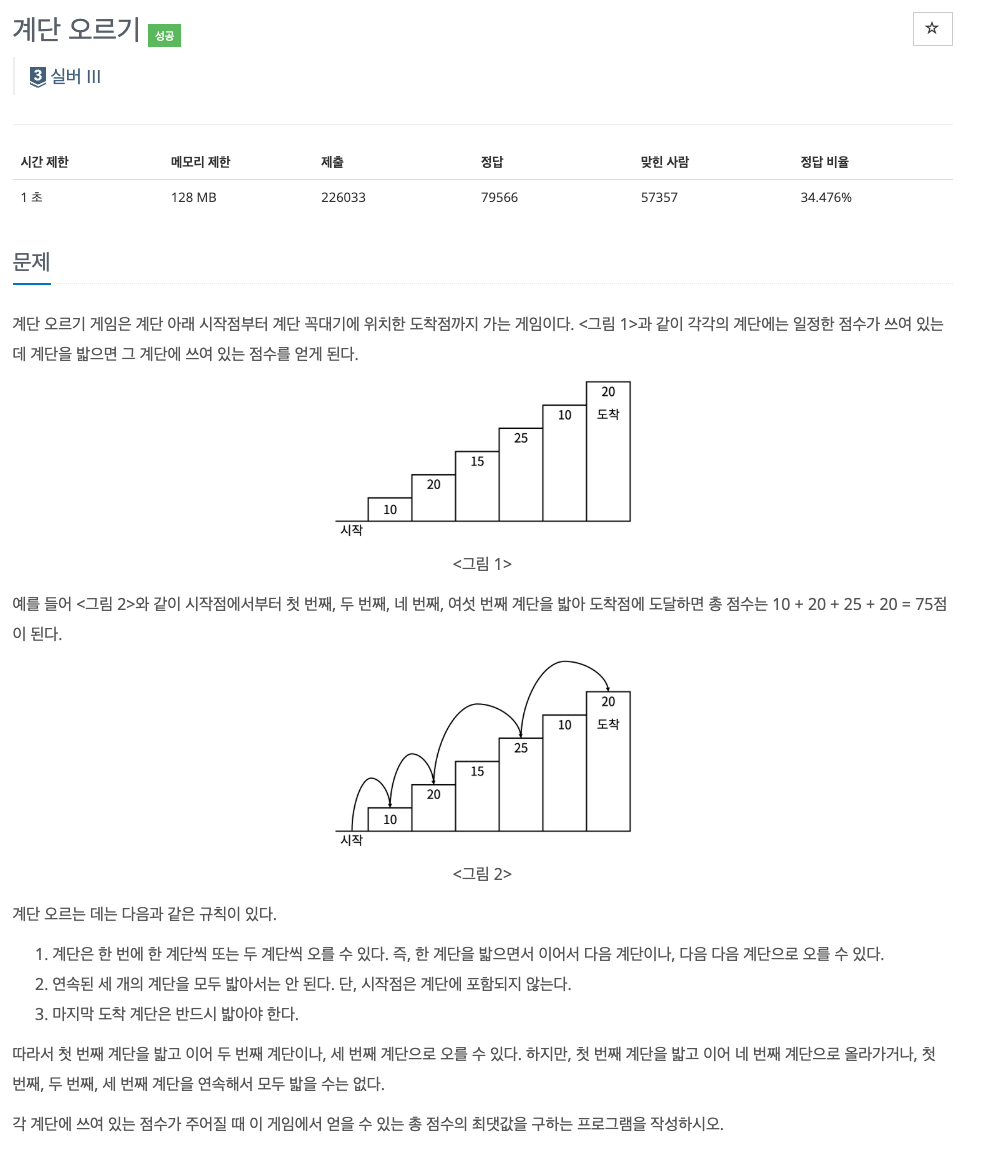 계단 오르기 성공
☆
3 실버 III
시간 제한 메모리 제한 제출 정답 맞힌 사람 정답 비율
1 초 128 MB 226033 79566 57357 34.476%
문제
계단 오르기 게임은 계단 아래 시작점부터 계단 꼭대기에 위치한 도착점까지 가는 게임이다. <그림 1>과 같이 각각의 계단에는 일정한 점수가 쓰여 있는
데 계단을 밟으면 그 계단에 쓰여 있는 점수를 얻게 된다.
20
도착
10
25
15
20
10
시작
<그림 1>
예를 들어 <그림 2>와 같이 시작점에서부터 첫 번째, 두 번째, 네 번째, 여섯 번째 계단을 밟아 도착점에 도달하면 총 점수는 10 + 20 + 25 + 20 = 75점
이 된다.
20
도착
10
25
15
20
10
시작
<그림 2>
계단 오르는 데는 다음과 같은 규칙이 있다.
1. 계단은 한 번에 한 계단씩 또는 두 계단씩 오를 수 있다. 즉, 한 계단을 밟으면서 이어서 다음 계단이나, 다음 다음 계단으로 오를 수 있다.
2. 연속된 세 개의 계단을 모두 밟아서는 안 된다. 단, 시작점은 계단에 포함되지 않는다.
3. 마지막 도착 계단은 반드시 밟아야 한다.
따라서 첫 번째 계단을 밟고 이어 두 번째 계단이나, 세 번째 계단으로 오를 수 있다. 하지만, 첫 번째 계단을 밟고 이어 네 번째 계단으로 올라가거나, 첫
번째, 두 번째, 세 번째 계단을 연속해서 모두 밟을 수는 없다.
각 계단에 쓰여 있는 점수가 주어질 때 이 게임에서 얻을 수 있는 총 점수의 최댓값을 구하는 프로그램을 작성하시오.